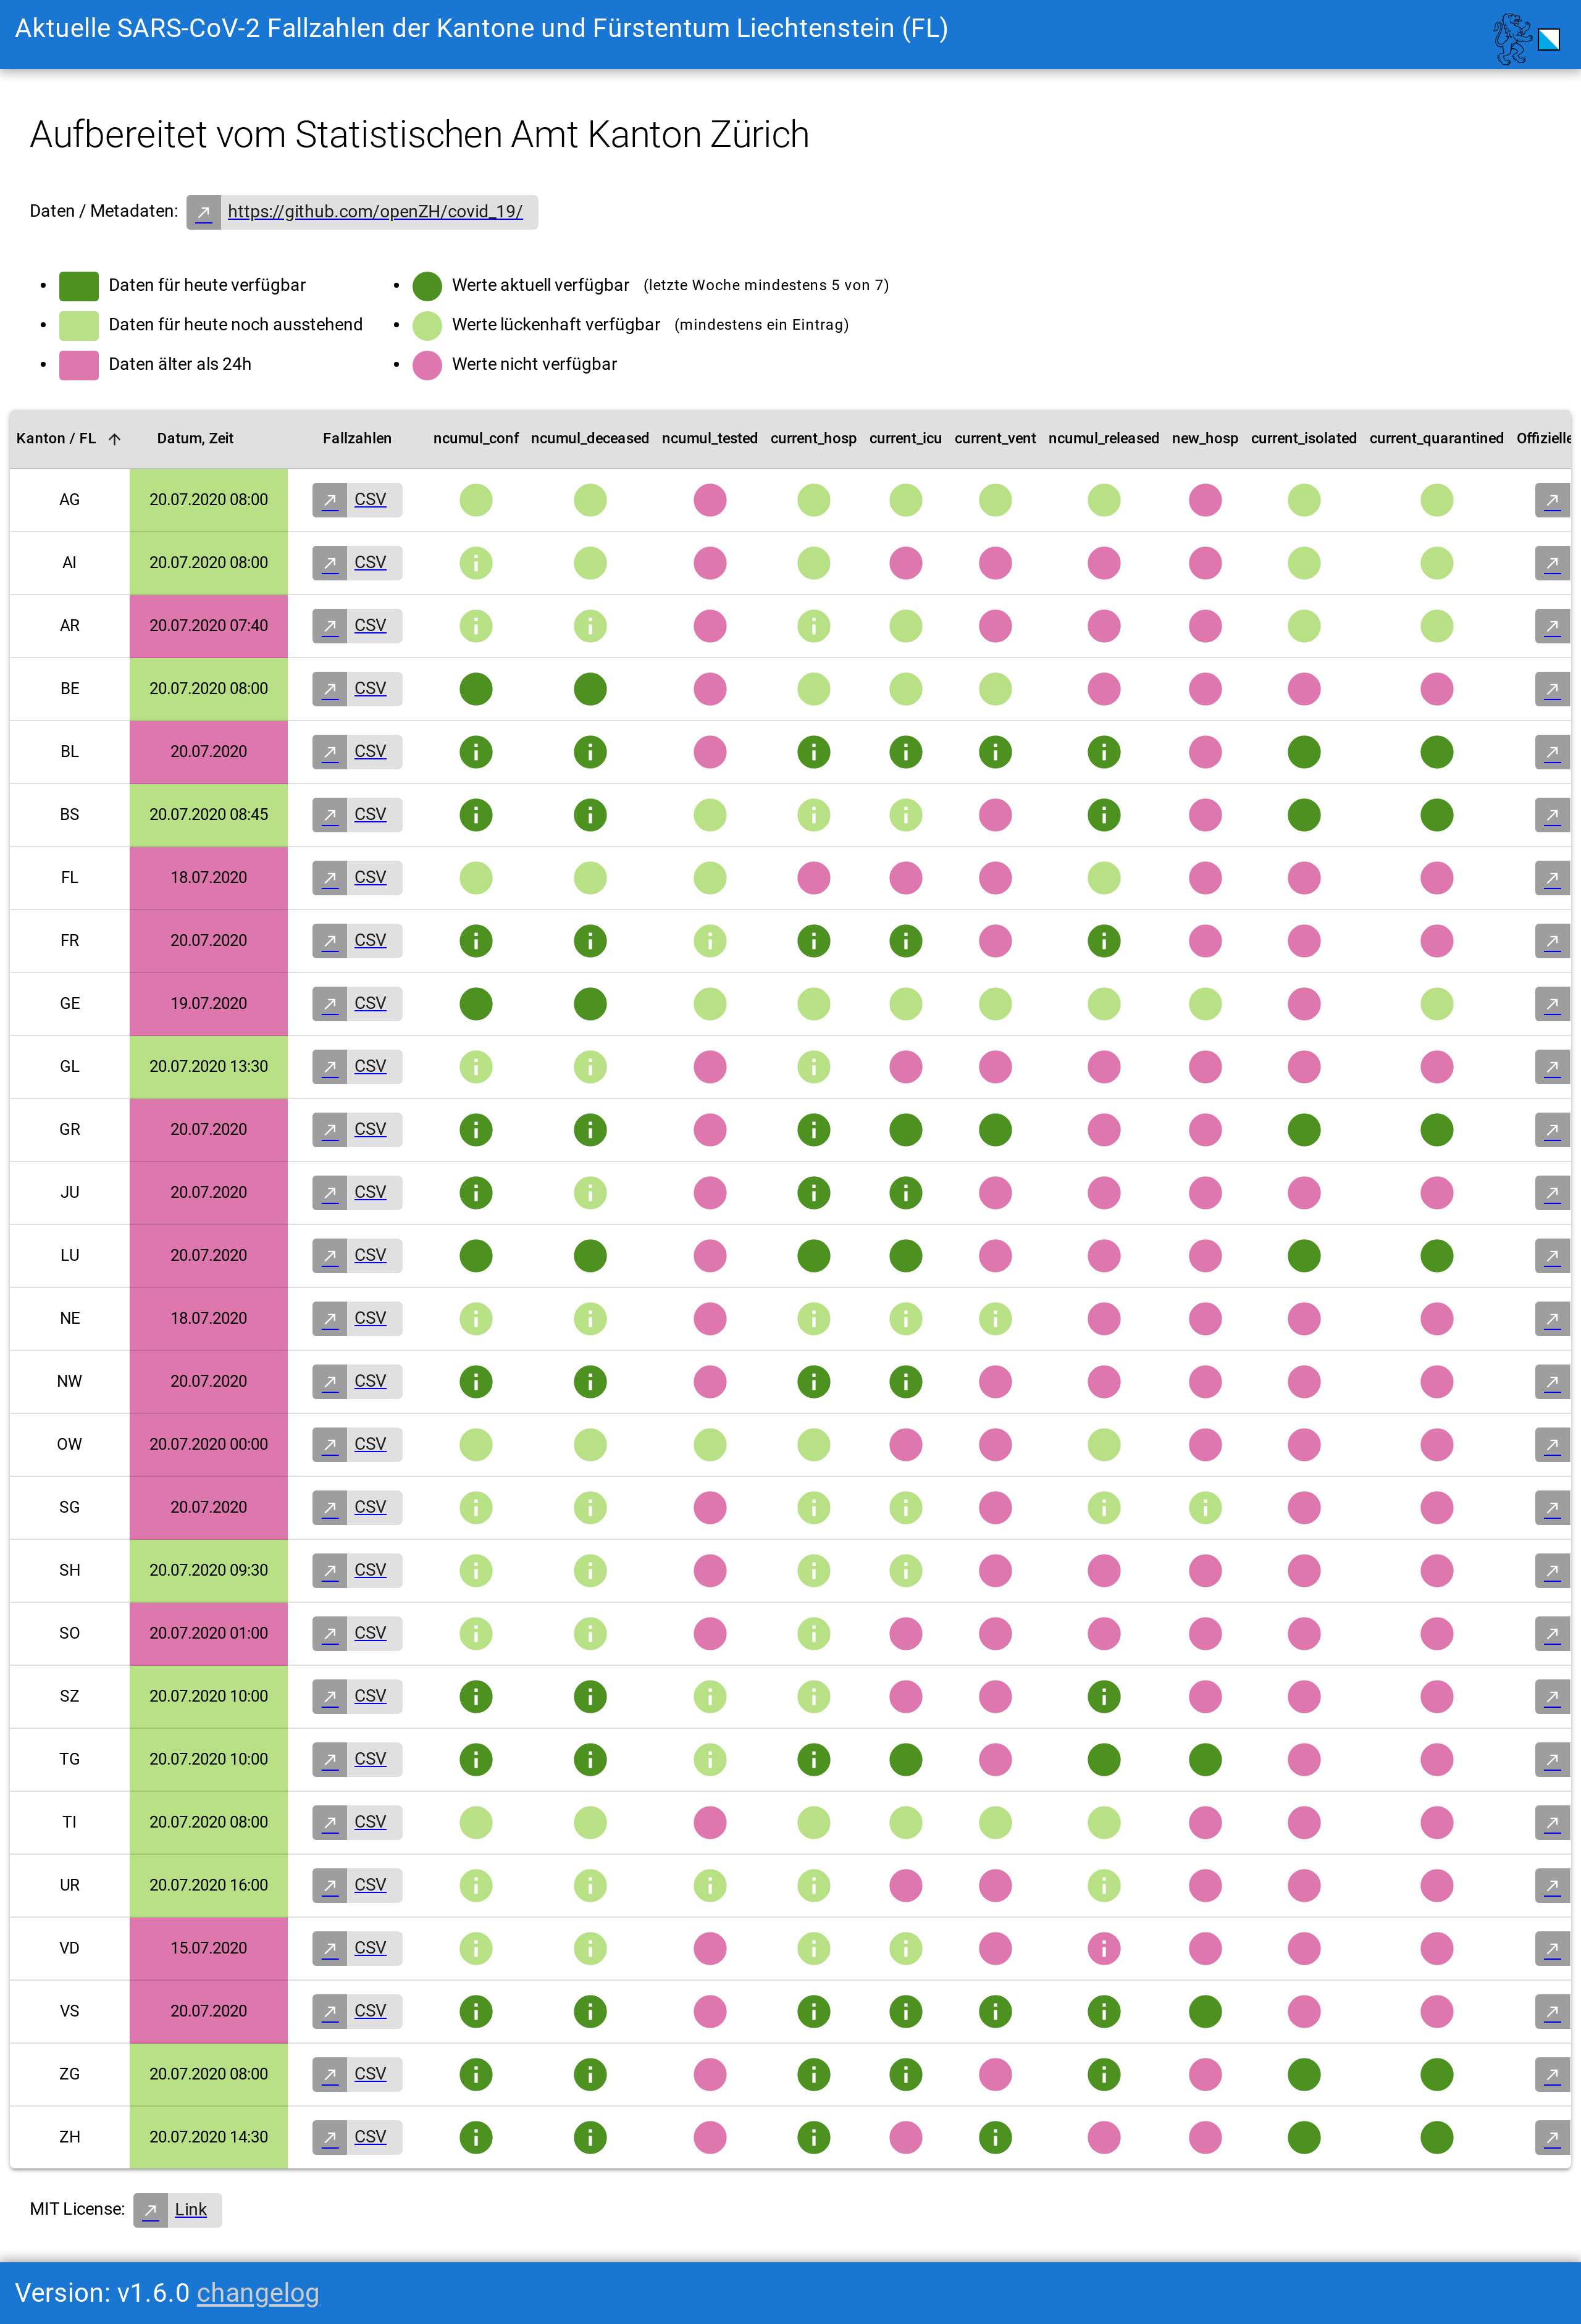 Aktuelle SARS-CoV-2 Fallzahlen der Kantone und Fürstentum Liechtenstein (FL)
Aufbereitet vom Statistischen Amt Kanton Zürich
Daten / Metadaten: https://github.com/openZH/covid_19/
Daten für heute verfügbar
Daten für heute noch ausstehend
Daten älter als 24h
Werte aktuell verfügbar (letzte Woche mindestens 5 von 7)
Werte lückenhaft verfügbar (mindestens ein Eintrag)
Werte nicht verfügbar
Kanton / FL Datum, Zeit Fallzahlen ncumul_conf ncumul_deceased ncumul_tested current_hosp current_icu current_vent ncumul_released new_hosp current_isolated current_quarantined Offizielle
AG 20.07.2020 08:00 CSV
AI 20.07.2020 08:00 CSV
AR 20.07.2020 07:40 CSV
BE 20.07.2020 08:00 CSV
BL 20.07.2020 CSV
BS 20.07.2020 08:45 CSV
FL 18.07.2020 CSV
FR 20.07.2020 CSV
GE 19.07.2020 CSV
GL 20.07.2020 13:30 CSV
GR 20.07.2020 CSV
JU 20.07.2020 CSV
LU 20.07.2020 CSV
NE 18.07.2020 CSV
NW 20.07.2020 CSV
OW 20.07.2020 00:00 CSV
SG 20.07.2020 CSV
SH 20.07.2020 09:30 CSV
SO 20.07.2020 01:00 CSV
SZ 20.07.2020 10:00 CSV
TG 20.07.2020 10:00 CSV
TI 20.07.2020 08:00 CSV
UR 20.07.2020 16:00 CSV
VD 15.07.2020 CSV
VS 20.07.2020 CSV
ZG 20.07.2020 08:00 CSV
ZH 20.07.2020 14:30 CSV
MIT License: Link
Version: v1.6.0 changelog